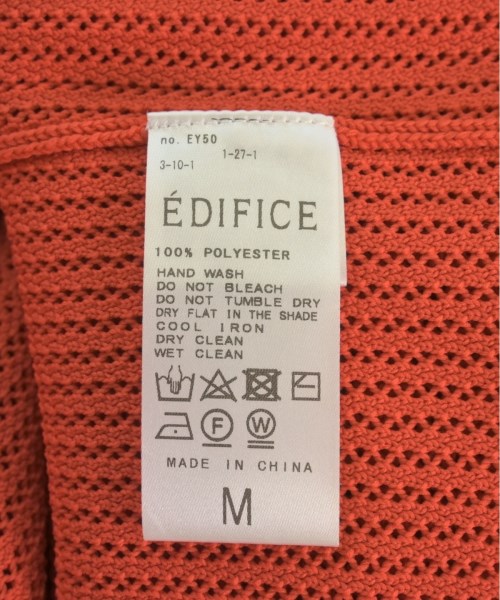 no. EY50
1-27-1
3-10-1
ÉDIFICE
100% POLYESTER
HAND WASH
DO NOT BLEACH
DO NOT TUMBLE DRY
DRY FLAT IN THE SHADE
COOL IRON
DRY CLEAN
WET CLEAN
F W
MADE IN CHINA
M